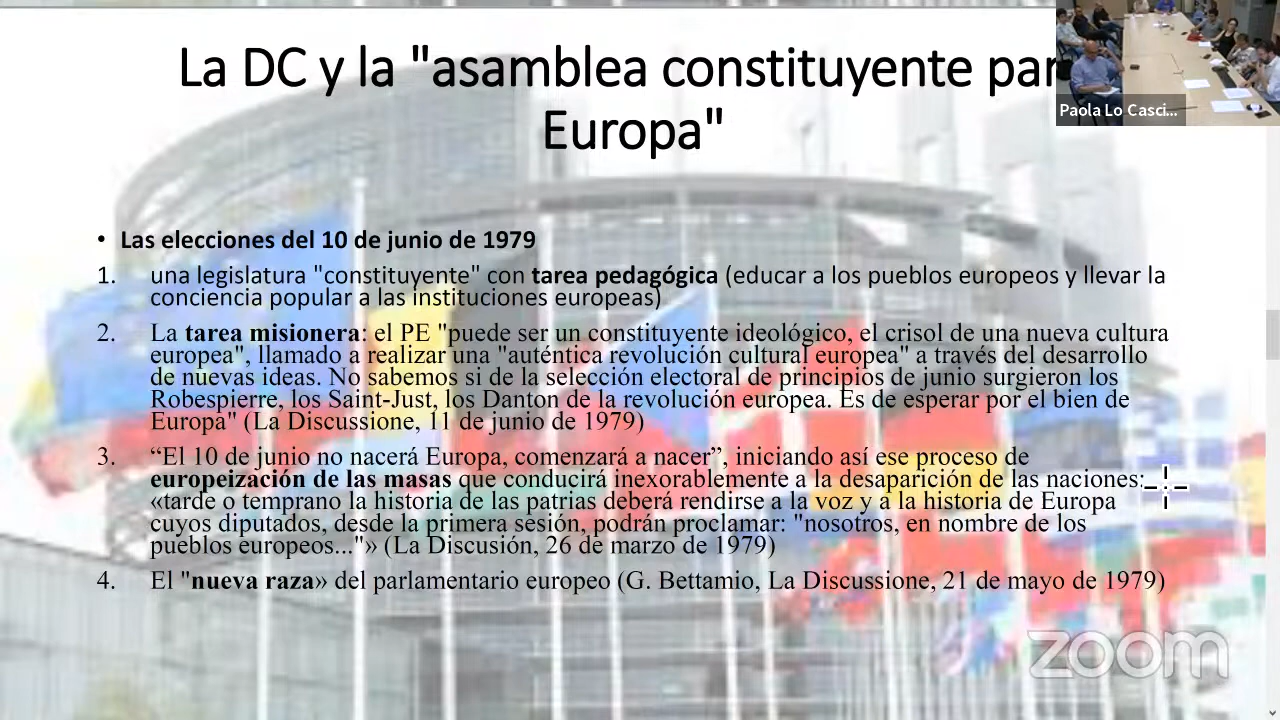 La DC y la "asamblea constituyente par
Europa"
Paola Lo Casci...
• Las elecciones del 10 de junio de 1979
1. una legislatura "constituyente" con tarea pedagógica (educar a los pueblos europeos y llevar la
conciencia popular a las instituciones europeas)
2. La tarea misionera: el PE "puede ser un constituyente ideológico, el crisol de una nueva cultura
europea", llamado a realizar una "auténtica revolución cultural europea" a través del desarrollo
de nuevas ideas. No sabemos si de la selección electoral de principios de junio surgieron los
Robespierre, los Saint-Just, los Danton de la revolución europea. Es de esperar por el bien de
Europa" (La Discussione, 11 de junio de 1979)
3. “El 10 de junio no nacerá Europa, comenzará a nacer”, iniciando así ese proceso de
europeización de las masas que conducirá inexorablemente a la desaparición de las naciones:
«tarde o temprano la historia de las patrias deberá rendirse a la voz y a la historia de Europa
cuyos diputados, desde la primera sesión, podrán proclamar: "nosotros, en nombre de los
pueblos europeos..."» (La Discusión, 26 de marzo de 1979)
4. El "nueva raza» del parlamentario europeo (G. Bettamio, La Discussione, 21 de mayo de 1979)
zoom